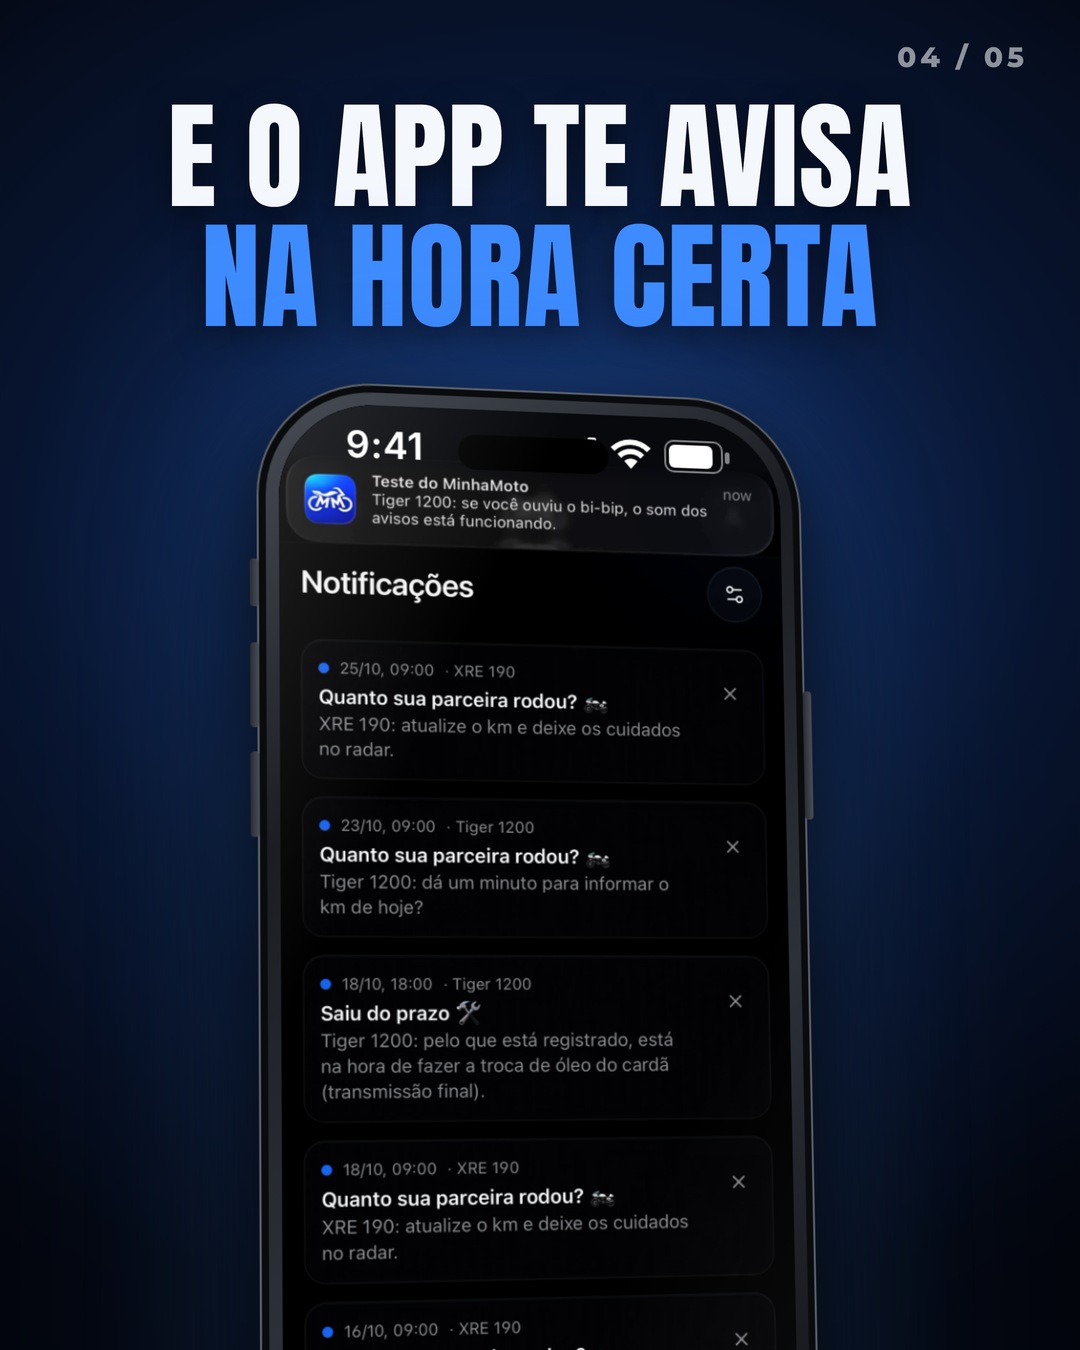 04 / 05
E O APP TE AVISA
NA HORA CERTA
9:41
Teste do MinhaMoto
now
Tiger 1200: se você ouviu o bi-bip, o som dos
avisos está funcionando.
MM
Notificações
25/10, 09:00 · XRE 190
Quanto sua parceira rodou? 🏍️
XRE 190: atualize o km e deixe os cuidados
no radar.
23/10, 09:00 · Tiger 1200
Quanto sua parceira rodou? 🏍️
Tiger 1200: dá um minuto para informar o
km de hoje?
18/10, 18:00 · Tiger 1200
Saiu do prazo 🛠️
Tiger 1200: pelo que está registrado, está
na hora de fazer a troca de óleo do cardã
(transmissão final).
18/10, 09:00 · XRE 190
Quanto sua parceira rodou? 🏍️
XRE 190: atualize o km e deixe os cuidados
no radar.
16/10, 09:00 · XRE 190